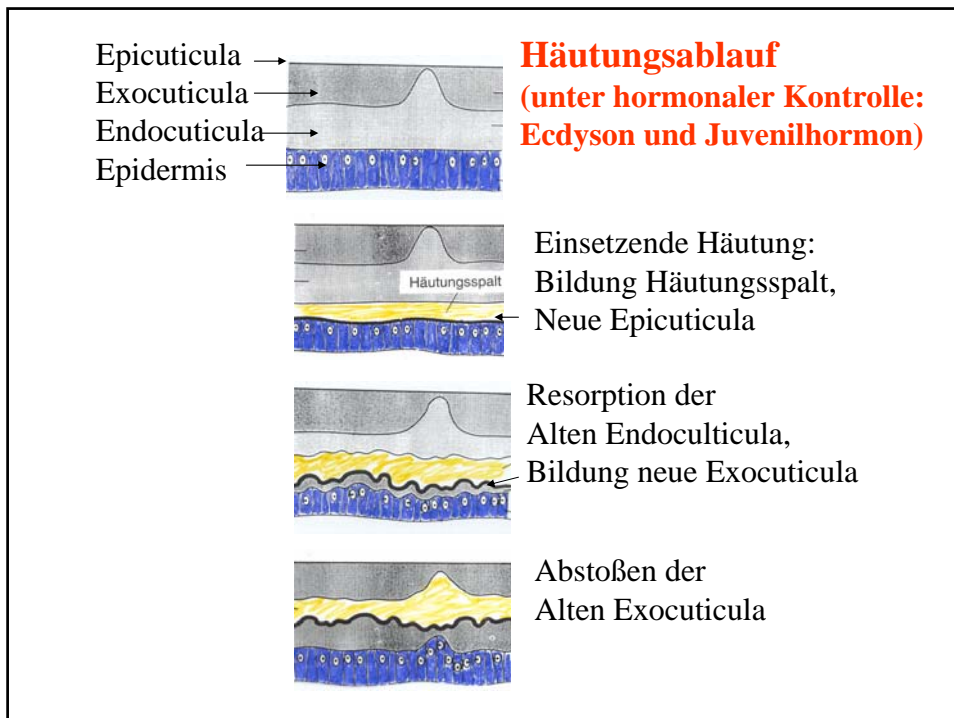 Epicuticula
Exocuticula
Endocuticula
Epidermis
Häutungsablauf
(unter hormonaler Kontrolle:
Ecdyson und Juvenilhormon)
Häutungsspalt
Einsetzende Häutung:
Bildung Häutungsspalt,
Neue Epicuticula
Resorption der
Alten Endoculticula,
Bildung neue Exocuticula
Abstoßen der
Alten Exocuticula